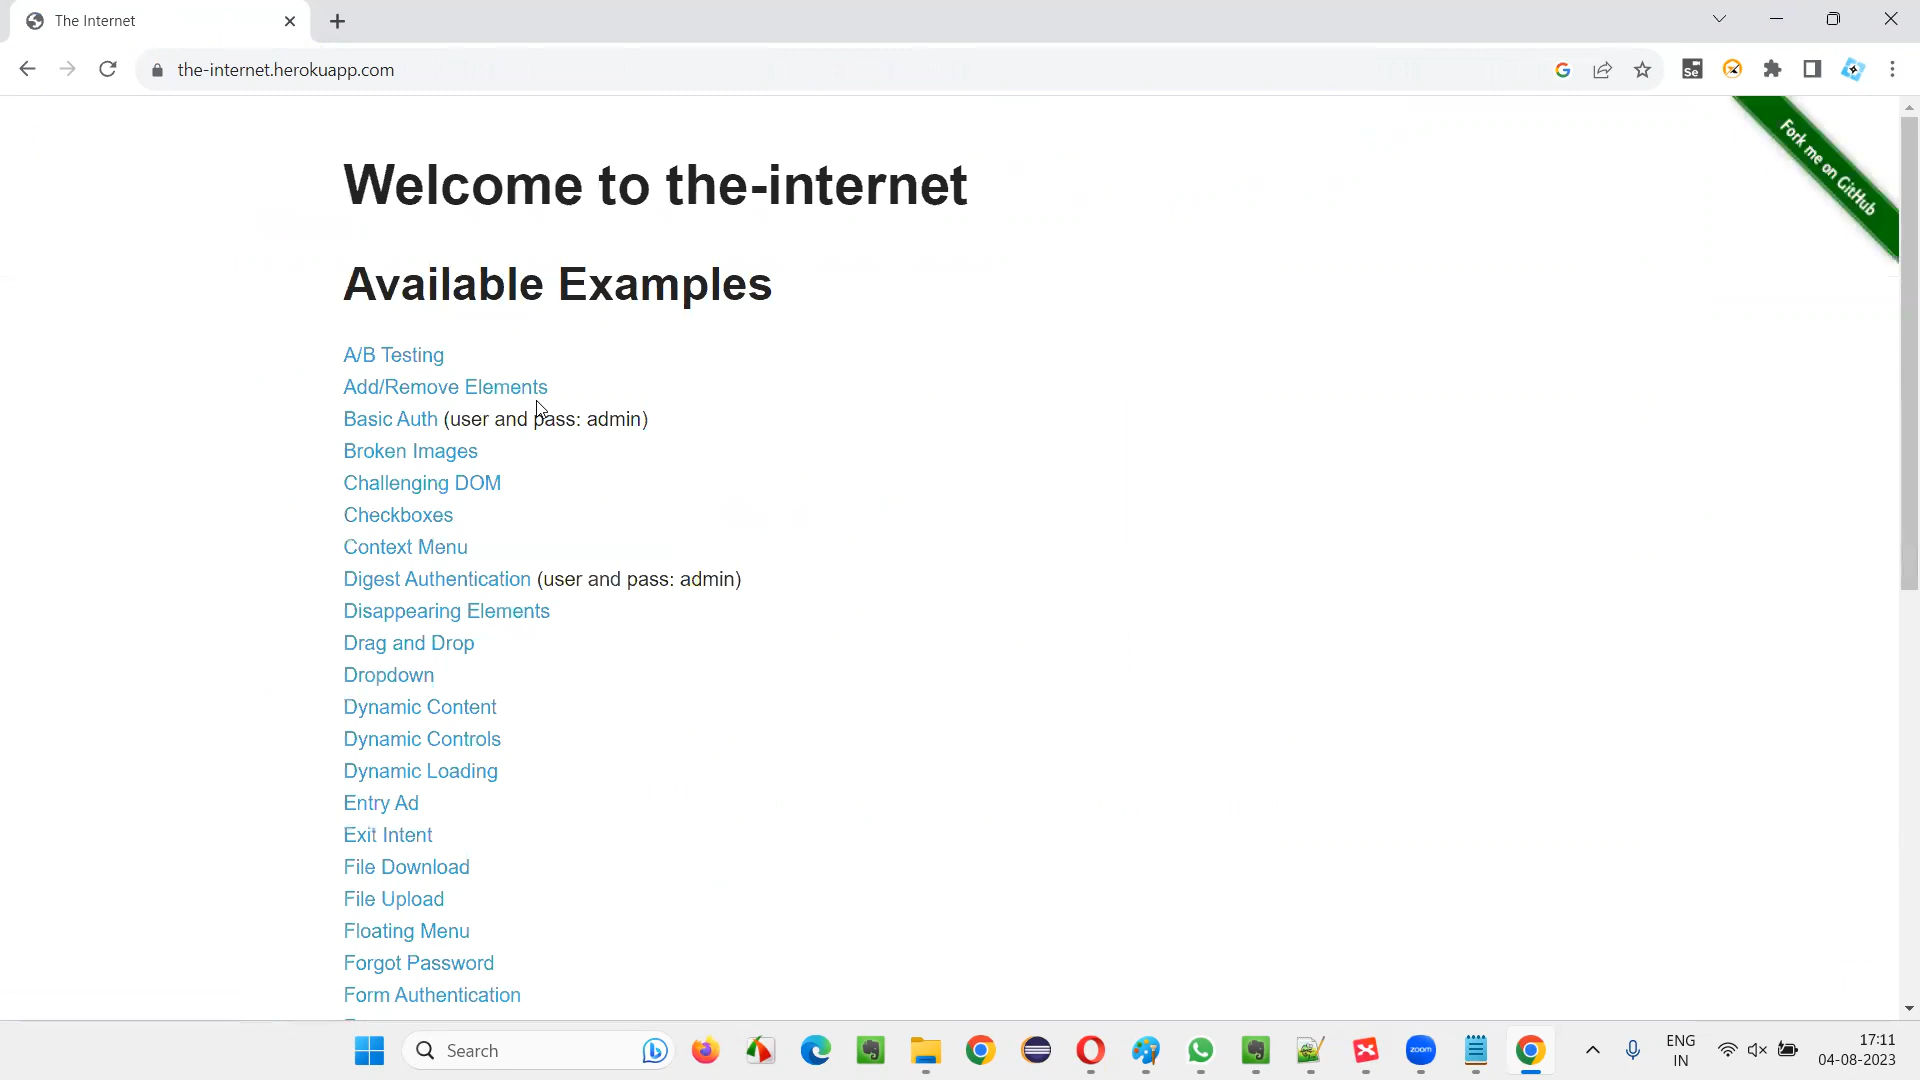 The Internet
the-internet.herokuapp.com
Fork me on GitHub
Welcome to the-internet
Available Examples
A/B Testing
Add/Remove Elements
Basic Auth (user and pass: admin)
Broken Images
Challenging DOM
Checkboxes
Context Menu
Digest Authentication (user and pass: admin)
Disappearing Elements
Drag and Drop
Dropdown
Dynamic Content
Dynamic Controls
Dynamic Loading
Entry Ad
Exit Intent
File Download
File Upload
Floating Menu
Forgot Password
Form Authentication
Search
zoom
ENG
IN
17:11
04-08-2023
Se